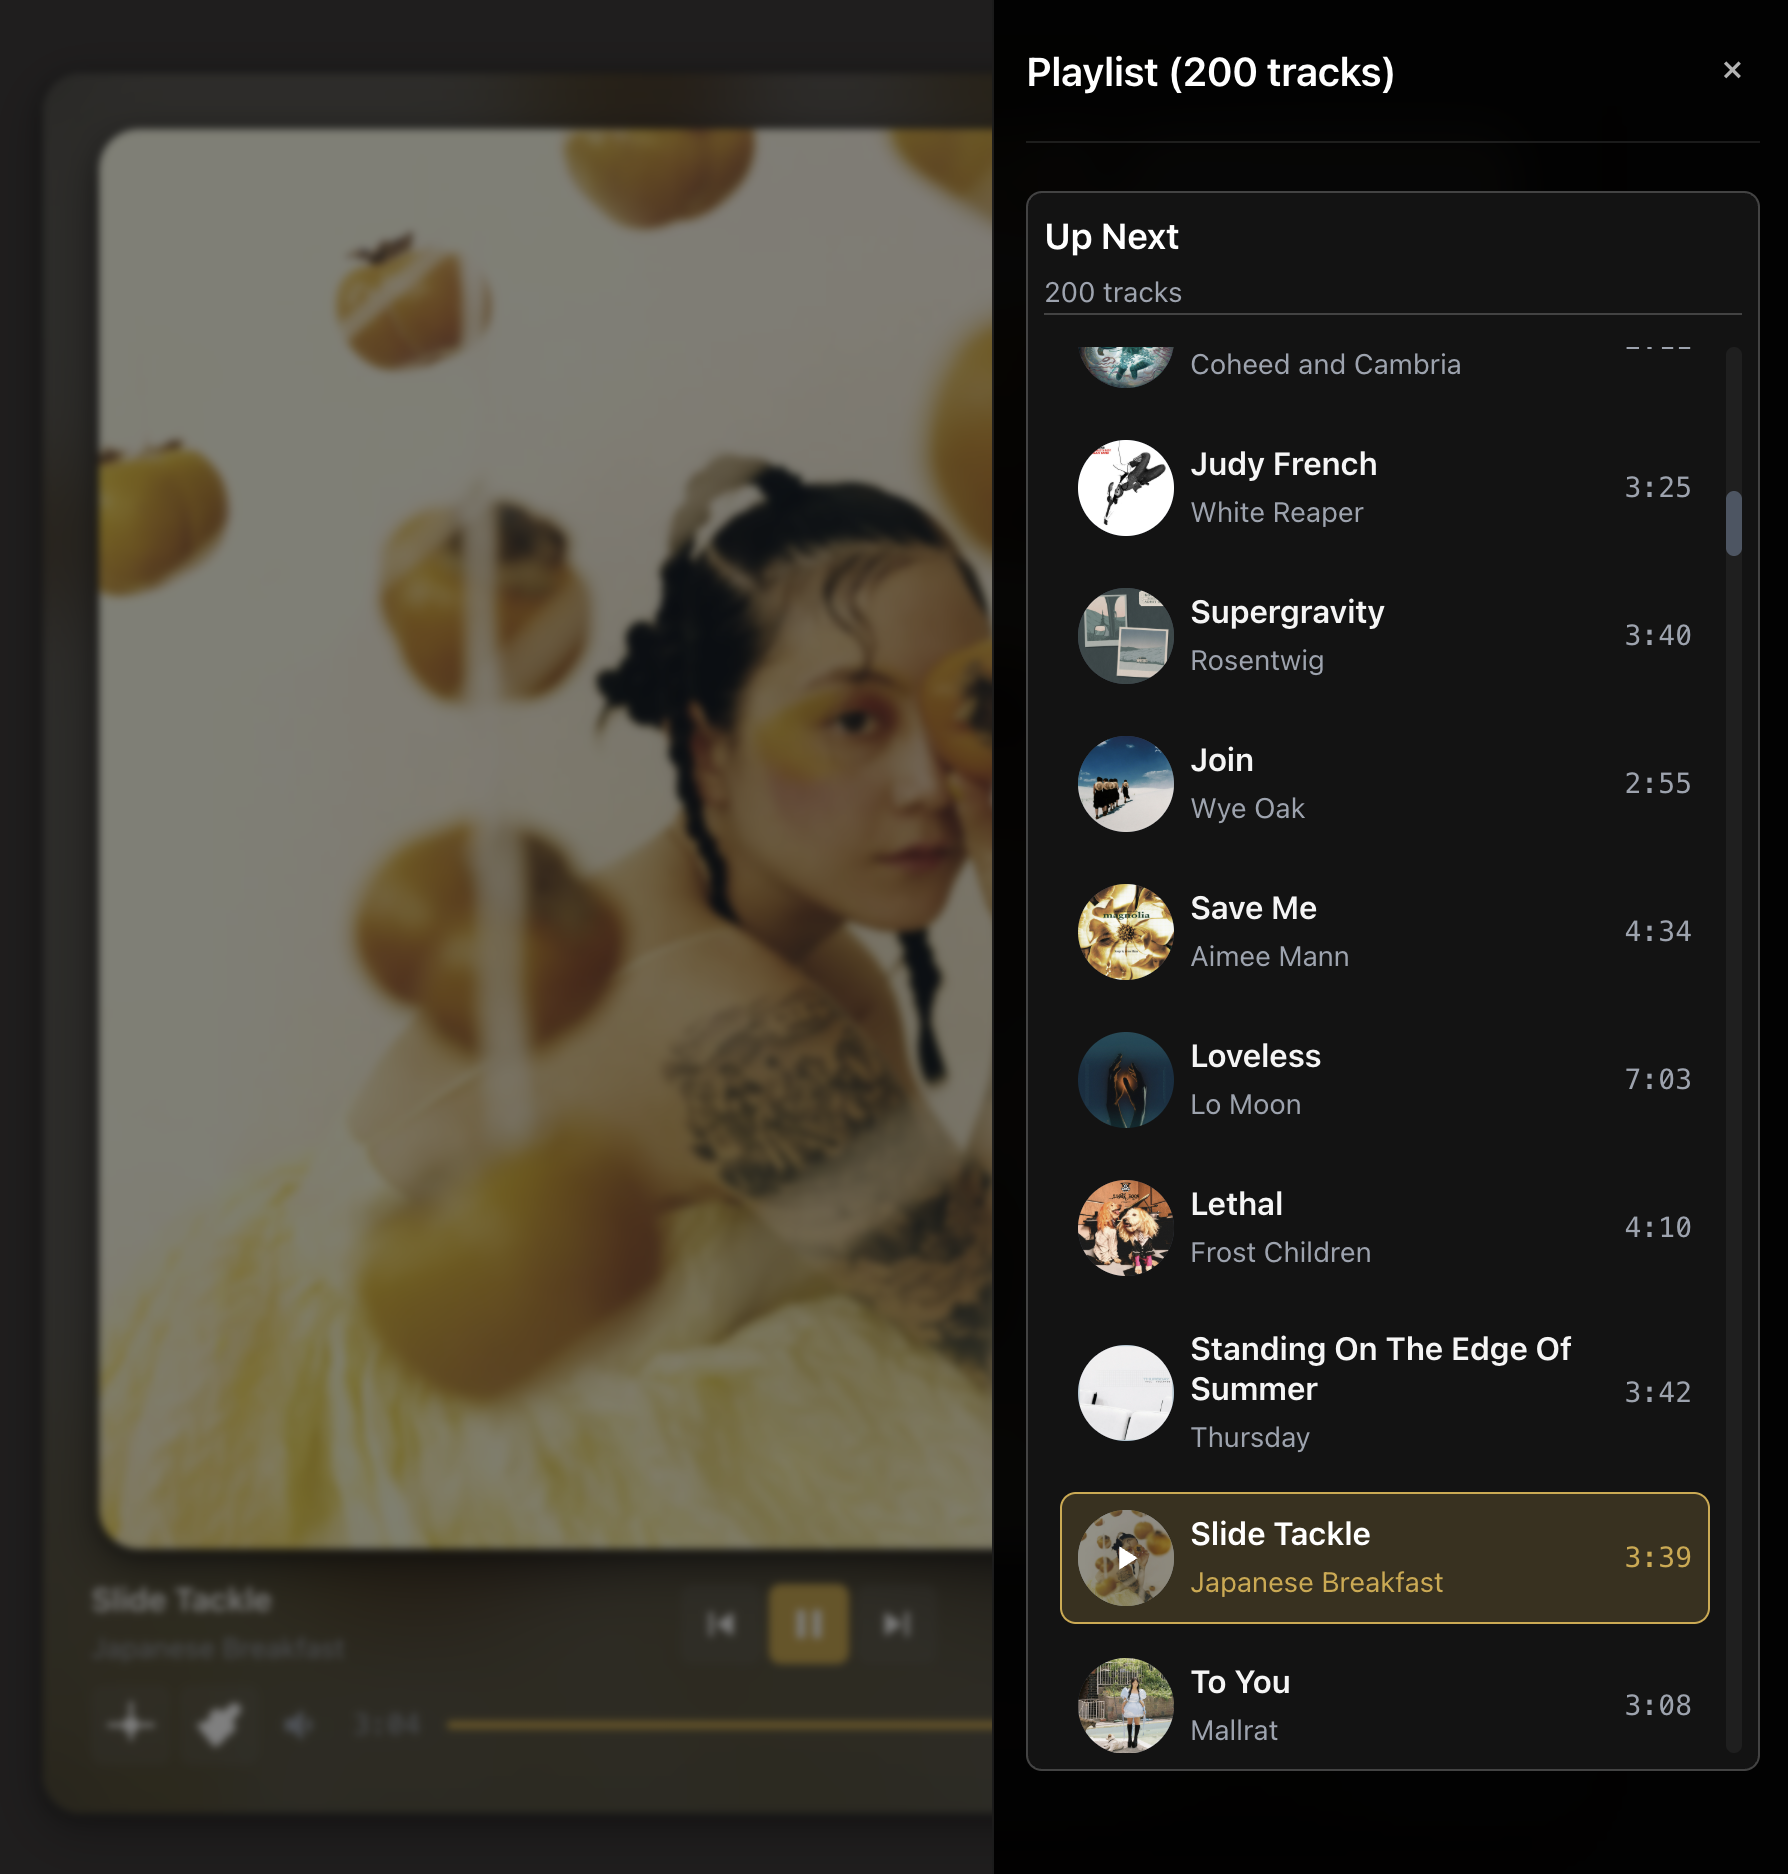 Playlist (200 tracks)
Up Next
200 tracks
Coheed and Cambria
Judy French
White Reaper
3:25
Supergravity
Rosentwig
3:40
Join
Wye Oak
2:55
magnolia
Save Me
Aimee Mann
4:34
Loveless
Lo Moon
7:03
Lethal
Frost Children
4:10
Standing On The Edge Of
Summer
Thursday
3:42
Slide Tackle
Japanese Breakfast
3:39
To You
Mallrat
3:08
Slide Tackle
Japanese Breakfast
3:04